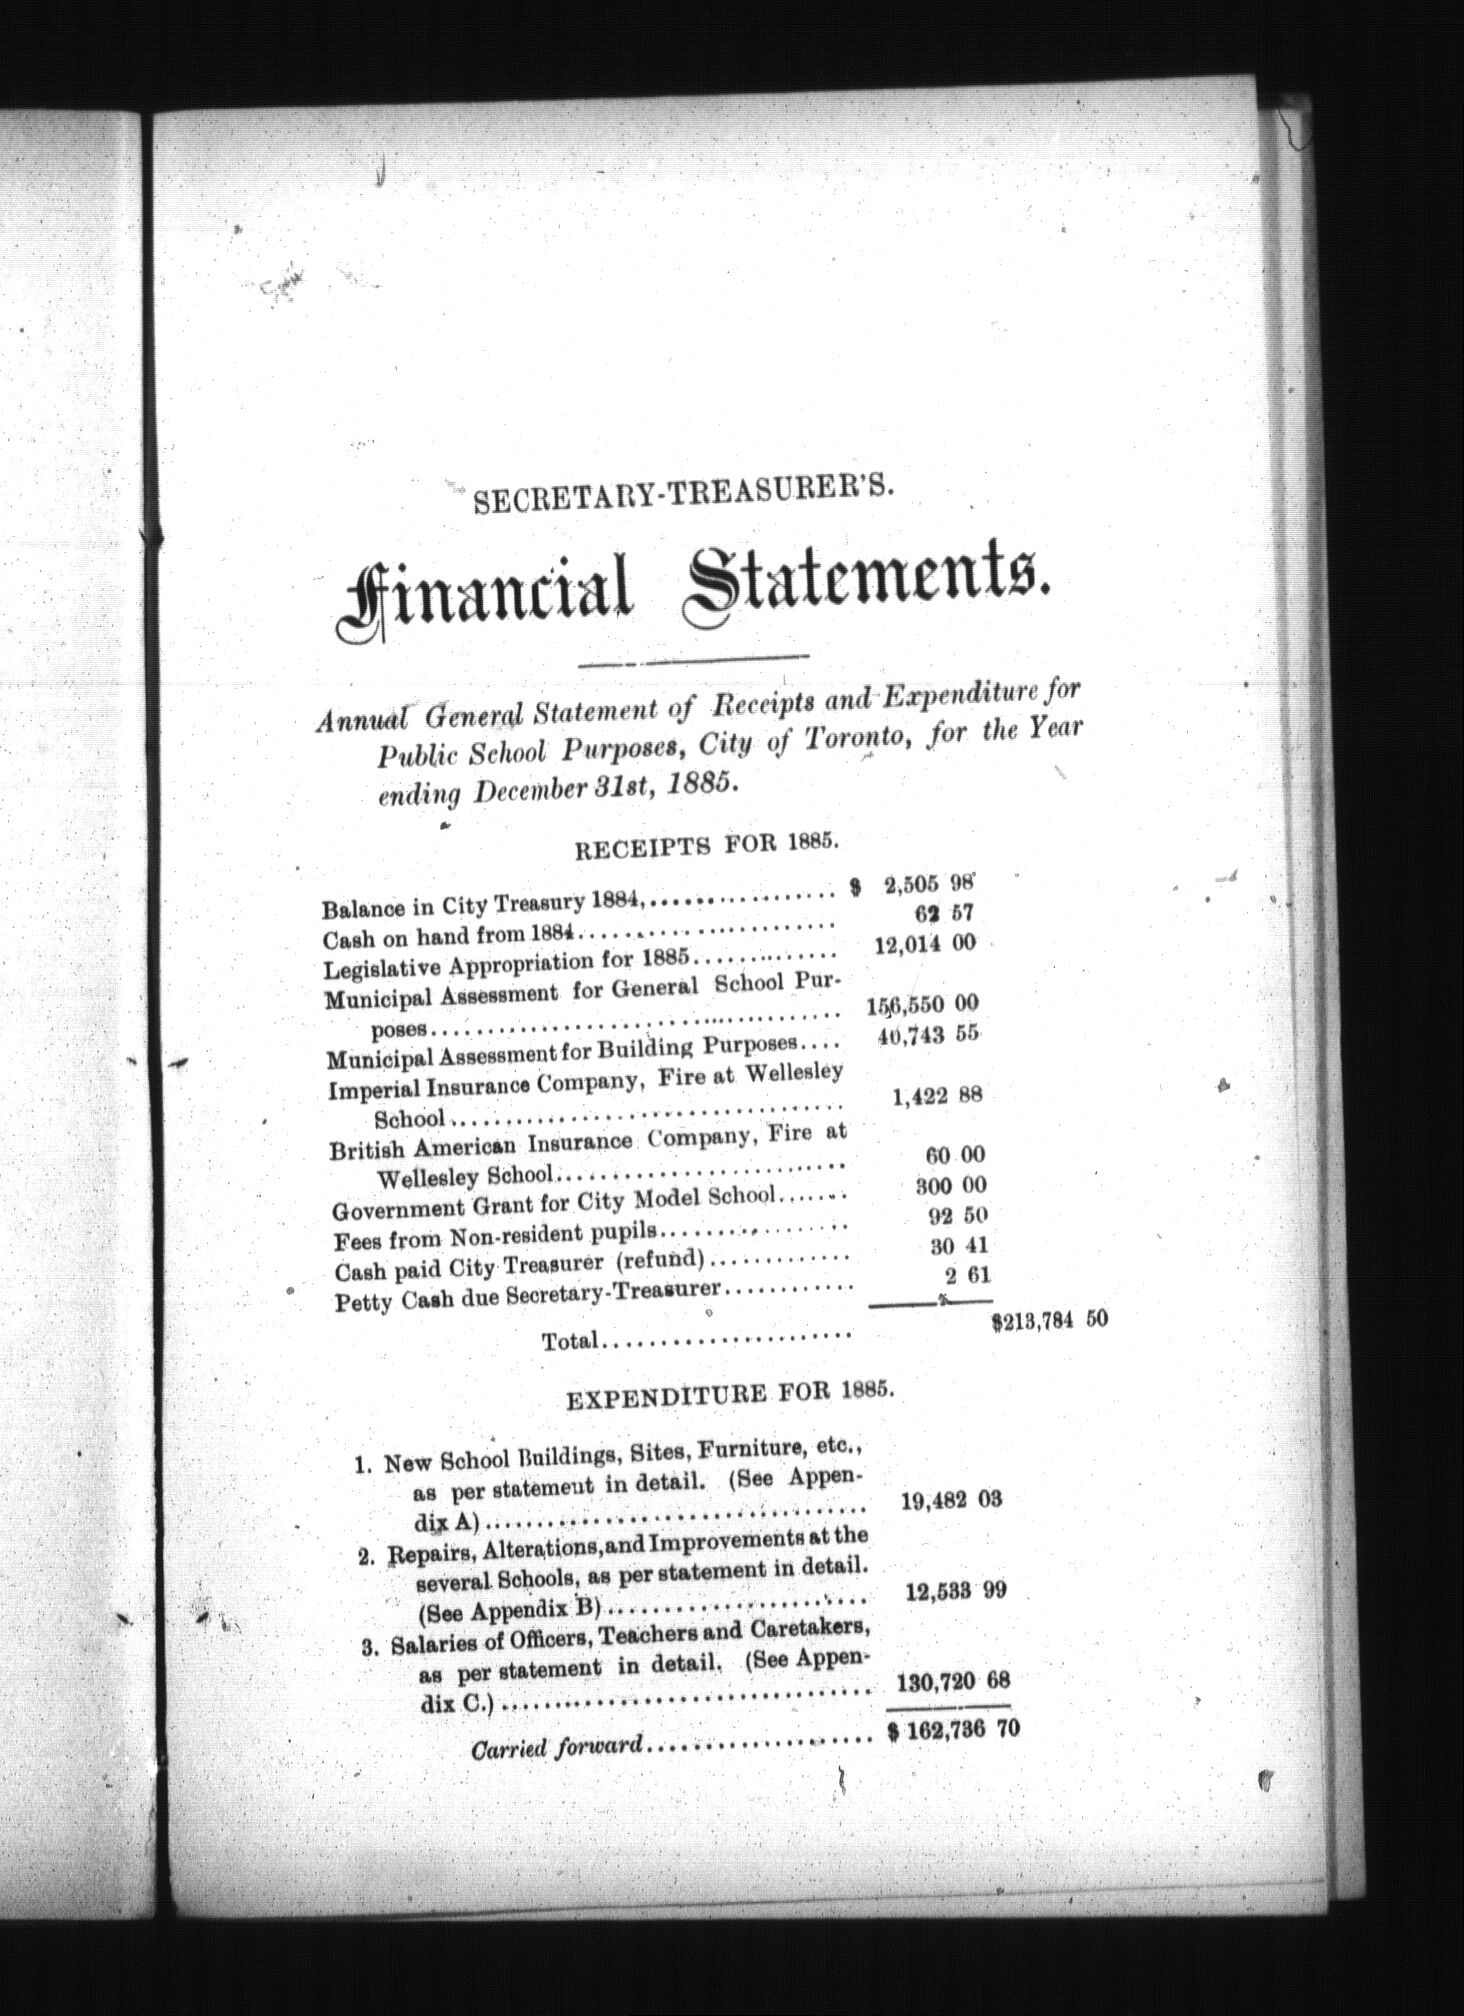 SECRETARY-TREASURER'S.
Financial Statements.
Annual General Statement of Receipts and Expenditure for
Public School Purposes, City of Toronto, for the Year
ending December 31st, 1885.
RECEIPTS FOR 1885.
Balance in City Treasury 1884,.................. $ 2,505 98
Cash on hand from 1884........................ 62 57
Legislative Appropriation for 1885............. 12,014 00
Municipal Assessment for General School Pur-
poses.................................... 156,550 00
Municipal Assessment for Building Purposes.... 40,743 55
Imperial Insurance Company, Fire at Wellesley
School................................... 1,422 88
British American Insurance Company, Fire at
Wellesley School.......................... 60 00
Government Grant for City Model School....... 300 00
Fees from Non-resident pupils................. 92 50
Cash paid City Treasurer (refund)............. 30 41
Petty Cash due Secretary-Treasurer............ 2 61
Total...................... $213,784 50
EXPENDITURE FOR 1885.
1. New School Buildings, Sites, Furniture, etc.,
as per statement in detail. (See Appen-
dix A).................................. 19,482 03
2. Repairs, Alterations, and Improvements at the
several Schools, as per statement in detail.
(See Appendix B)....................... 12,533 99
3. Salaries of Officers, Teachers and Caretakers,
as per statement in detail. (See Appen-
dix C.)................................. 130,720 68
Carried forward.................... $ 162,736 70